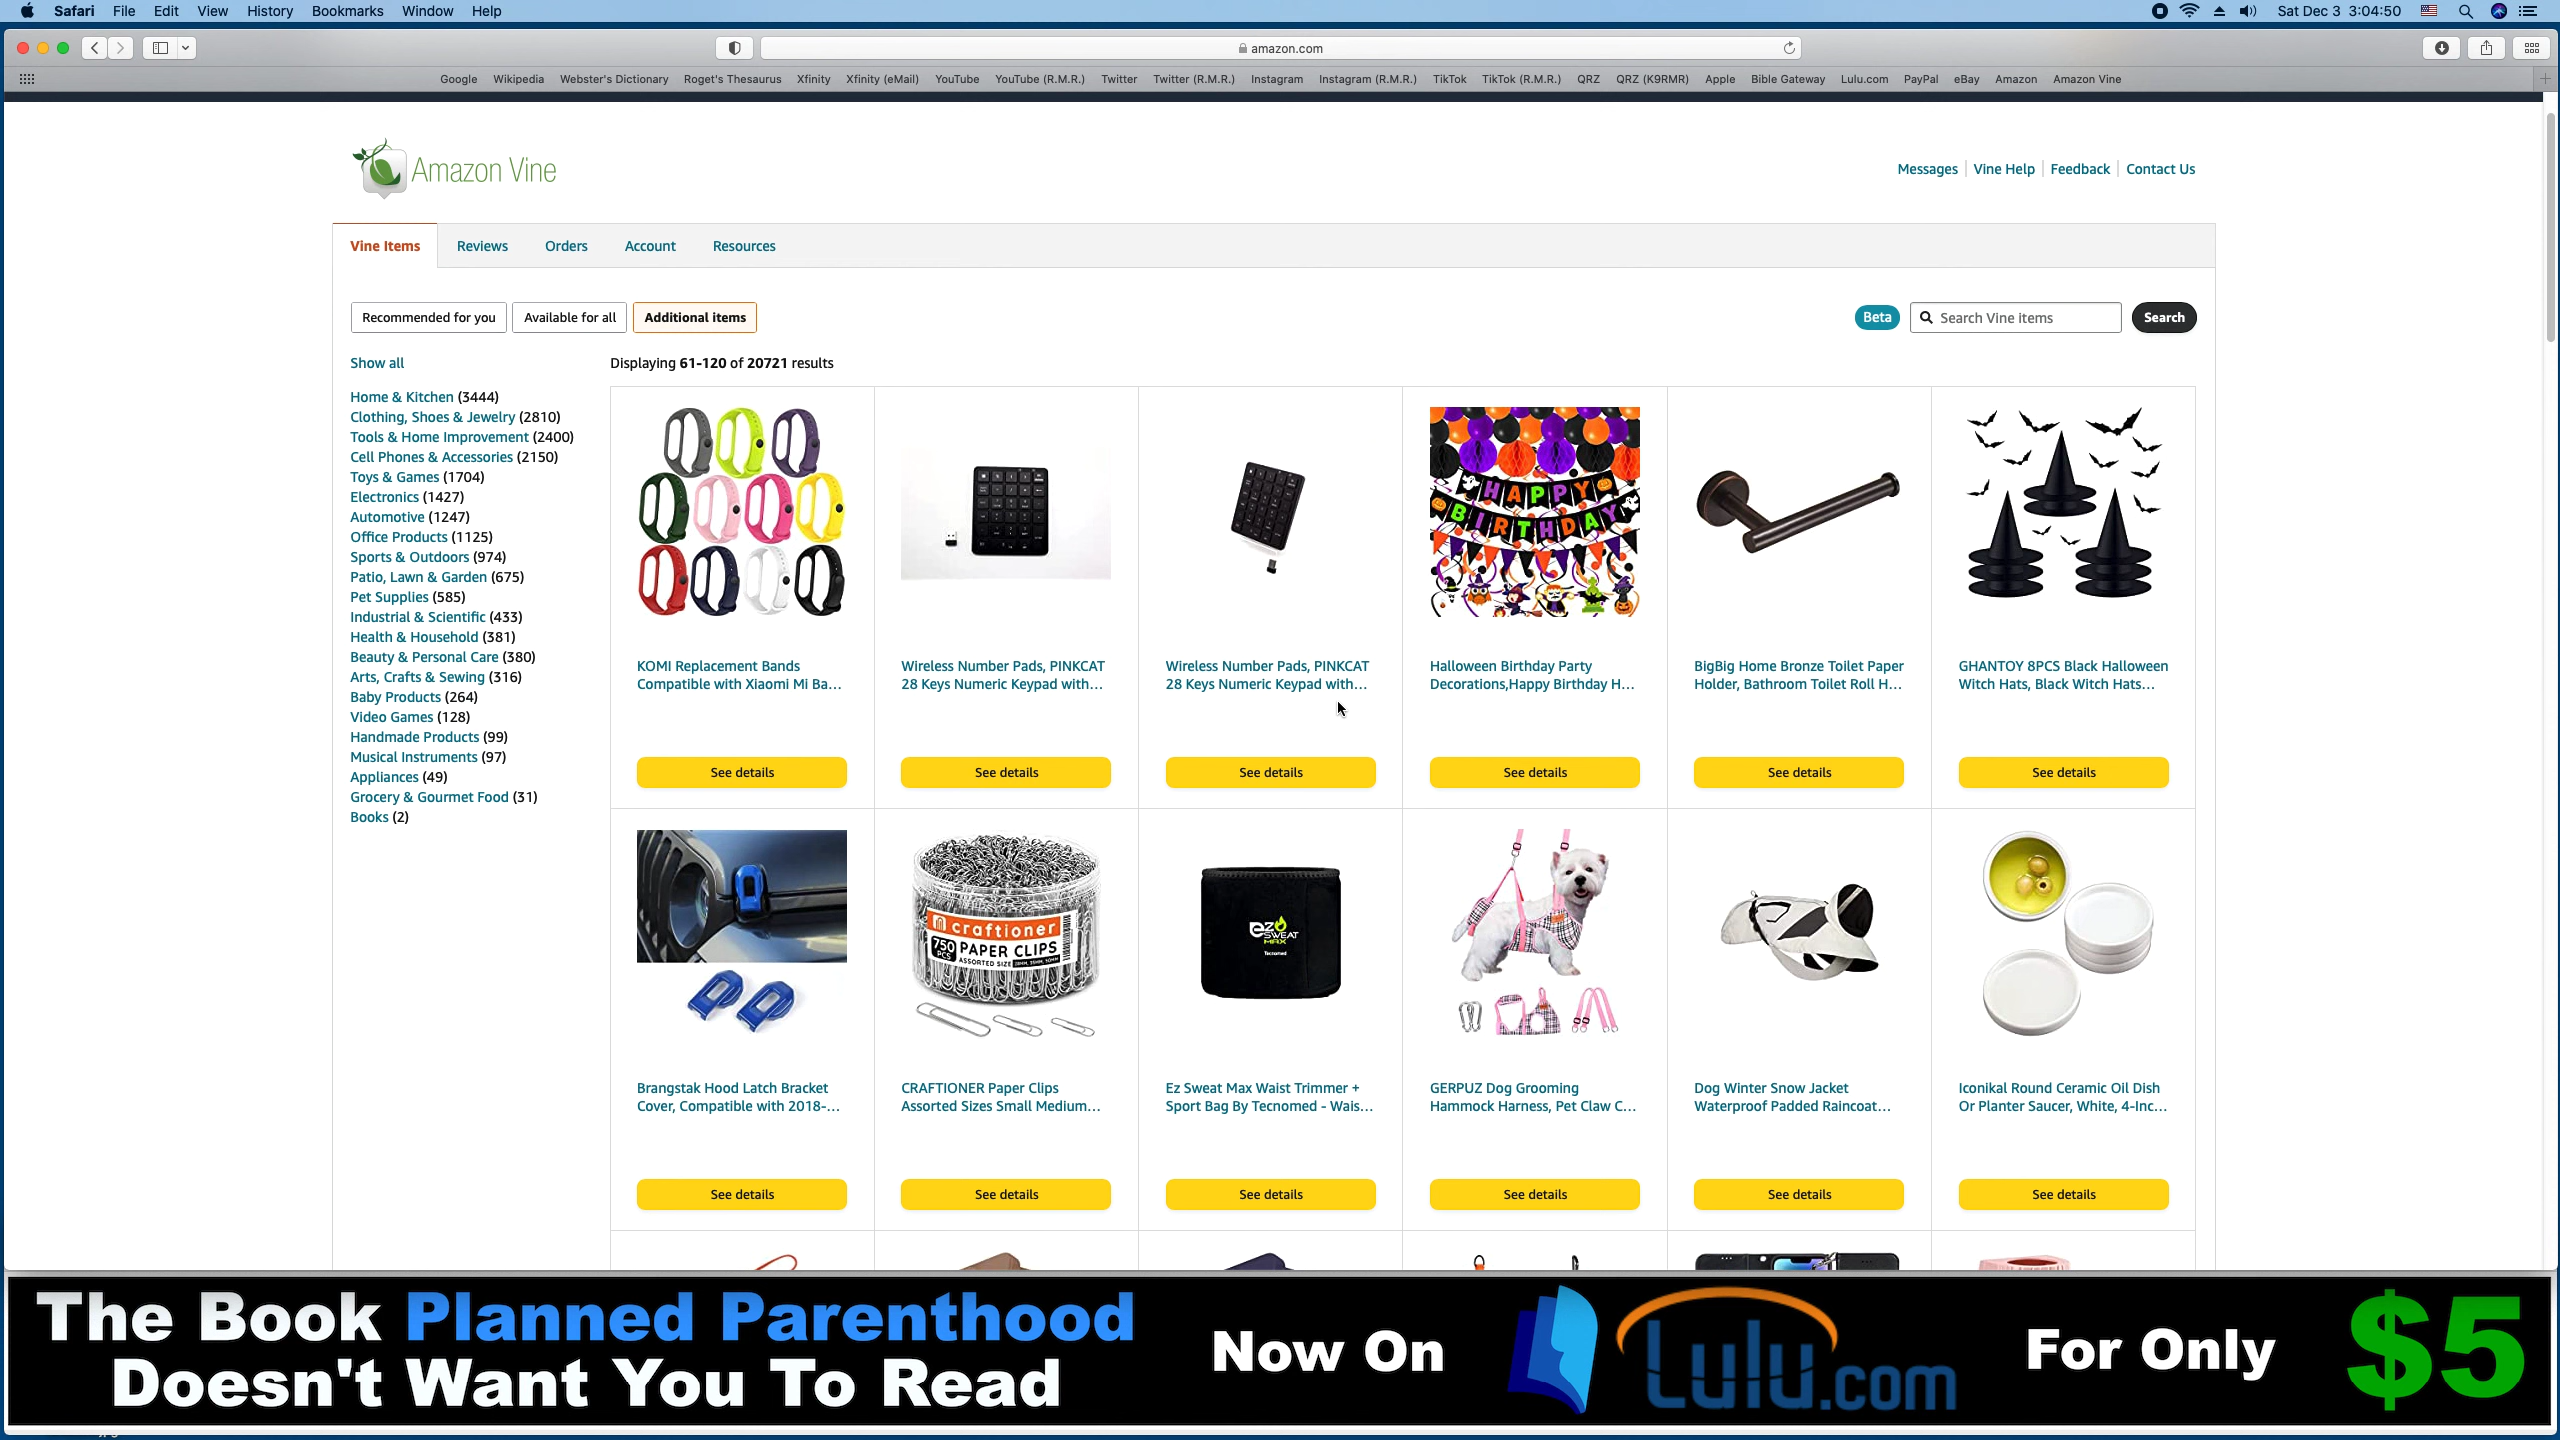 Safari File Edit View History Bookmarks Window Help Sat Dec 3 3:04:50
amazon.com
Google Wikipedia Webster's Dictionary Roget's Thesaurus Xfinity Xfinity (eMail) YouTube YouTube (R.M.R.) Twitter Twitter (R.M.R.) Instagram Instagram (R.M.R.) TikTok TikTok (R.M.R.) QRZ QRZ (K9RMR) Apple Bible Gateway Lulu.com PayPal eBay Amazon Amazon Vine
Amazon Vine
Messages Vine Help Feedback Contact Us
Vine Items Reviews Orders Account Resources
Recommended for you Available for all Additional items Beta Search Vine items Search
Show all
Displaying 61-120 of 20721 results
Home & Kitchen (3444)
Clothing, Shoes & Jewelry (2810)
Tools & Home Improvement (2400)
Cell Phones & Accessories (2150)
Toys & Games (1704)
Electronics (1427)
Automotive (1247)
Office Products (1125)
Sports & Outdoors (974)
Patio, Lawn & Garden (675)
Pet Supplies (585)
Industrial & Scientific (433)
Health & Household (381)
Beauty & Personal Care (380)
Arts, Crafts & Sewing (316)
Baby Products (264)
Video Games (128)
Handmade Products (99)
Musical Instruments (97)
Appliances (49)
Grocery & Gourmet Food (31)
Books (2)
HAPPY
BIRTHDAY
KOMI Replacement Bands
Compatible with Xiaomi Mi Ba...
See details
Wireless Number Pads, PINKCAT
28 Keys Numeric Keypad with...
See details
Wireless Number Pads, PINKCAT
28 Keys Numeric Keypad with...
See details
Halloween Birthday Party
Decorations,Happy Birthday H...
See details
BigBig Home Bronze Toilet Paper
Holder, Bathroom Toilet Roll H...
See details
GHANTOY 8PCS Black Halloween
Witch Hats, Black Witch Hats...
See details
craftioner
750 PCS PAPER CLIPS
ASSORTED SIZE
ezo
SWEAT
MAX
Tecnomed
Brangstak Hood Latch Bracket
Cover, Compatible with 2018-...
See details
CRAFTIONER Paper Clips
Assorted Sizes Small Medium...
See details
Ez Sweat Max Waist Trimmer +
Sport Bag By Tecnomed - Wais...
See details
GERPUZ Dog Grooming
Hammock Harness, Pet Claw C...
See details
Dog Winter Snow Jacket
Waterproof Padded Raincoat...
See details
Iconikal Round Ceramic Oil Dish
Or Planter Saucer, White, 4-Inc...
See details
The Book Planned Parenthood
Doesn't Want You To Read
Now On
Lulu.com
For Only
$5